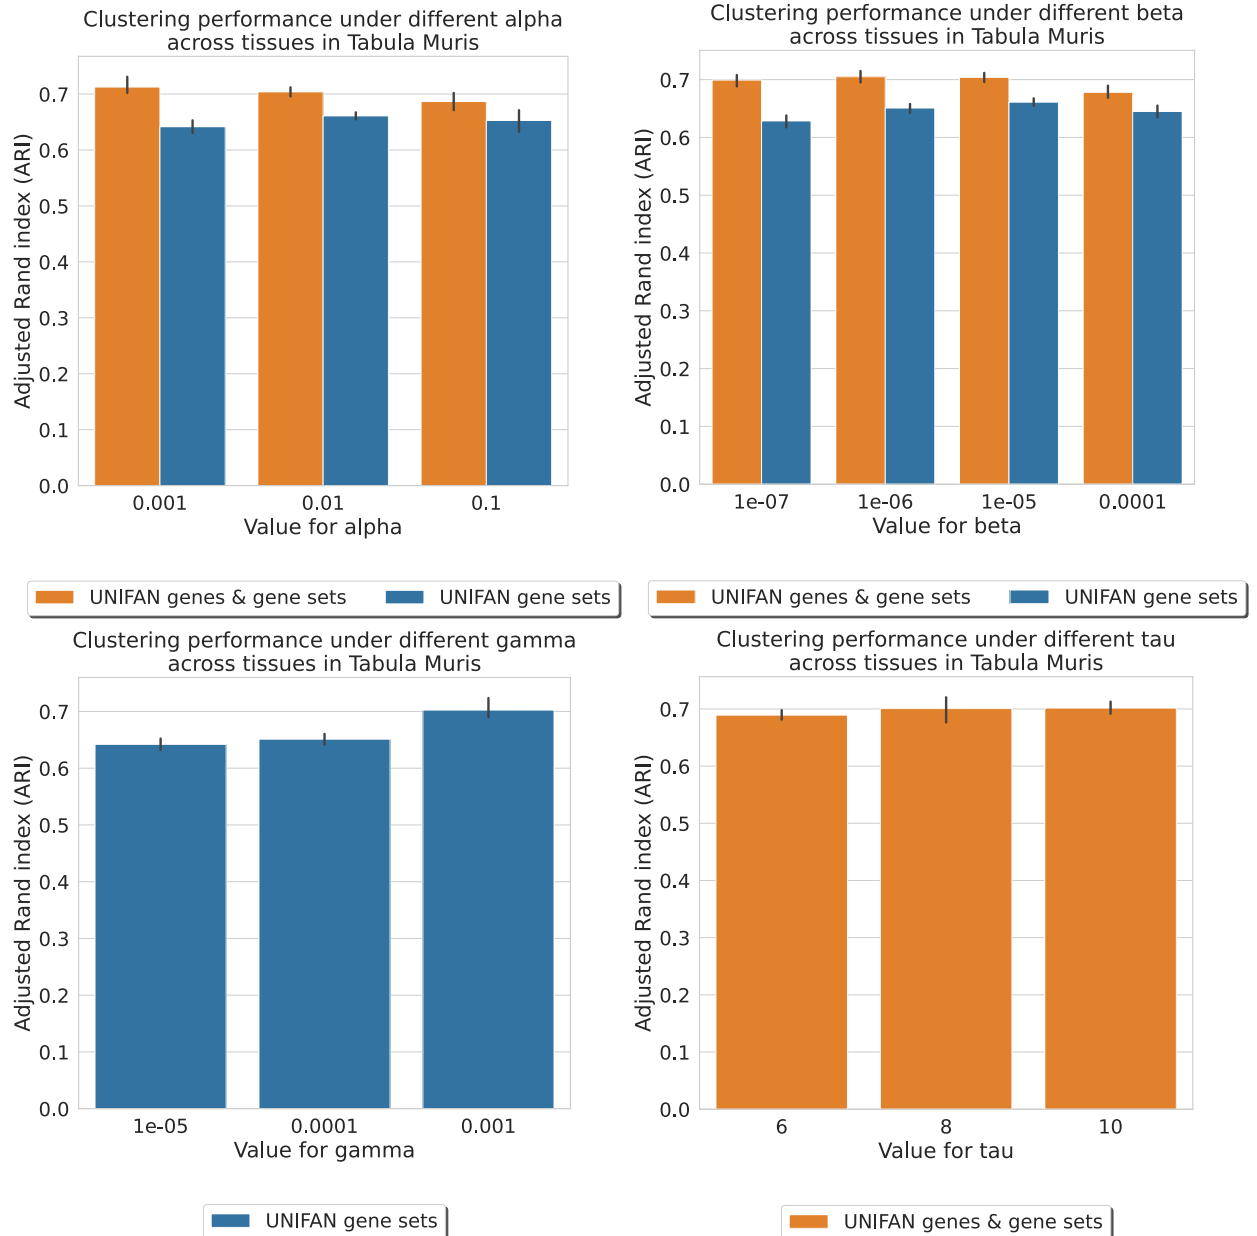 Clustering performance under different alpha
across tissues in Tabula Muris
Adjusted Rand index (ARI)
0.7
0.6
0.5
0.4
0.3
0.2
0.1
0.0
0.001 0.01 0.1
Value for alpha
UNIFAN genes & gene sets UNIFAN gene sets
Clustering performance under different beta
across tissues in Tabula Muris
Adjusted Rand index (ARI)
0.7
0.6
0.5
0.4
0.3
0.2
0.1
0.0
1e-07 1e-06 1e-05 0.0001
Value for beta
UNIFAN genes & gene sets UNIFAN gene sets
Clustering performance under different gamma
across tissues in Tabula Muris
Adjusted Rand index (ARI)
0.7
0.6
0.5
0.4
0.3
0.2
0.1
0.0
1e-05 0.0001 0.001
Value for gamma
UNIFAN gene sets
Clustering performance under different tau
across tissues in Tabula Muris
Adjusted Rand index (ARI)
0.7
0.6
0.5
0.4
0.3
0.2
0.1
0.0
6 8 10
Value for tau
UNIFAN genes & gene sets